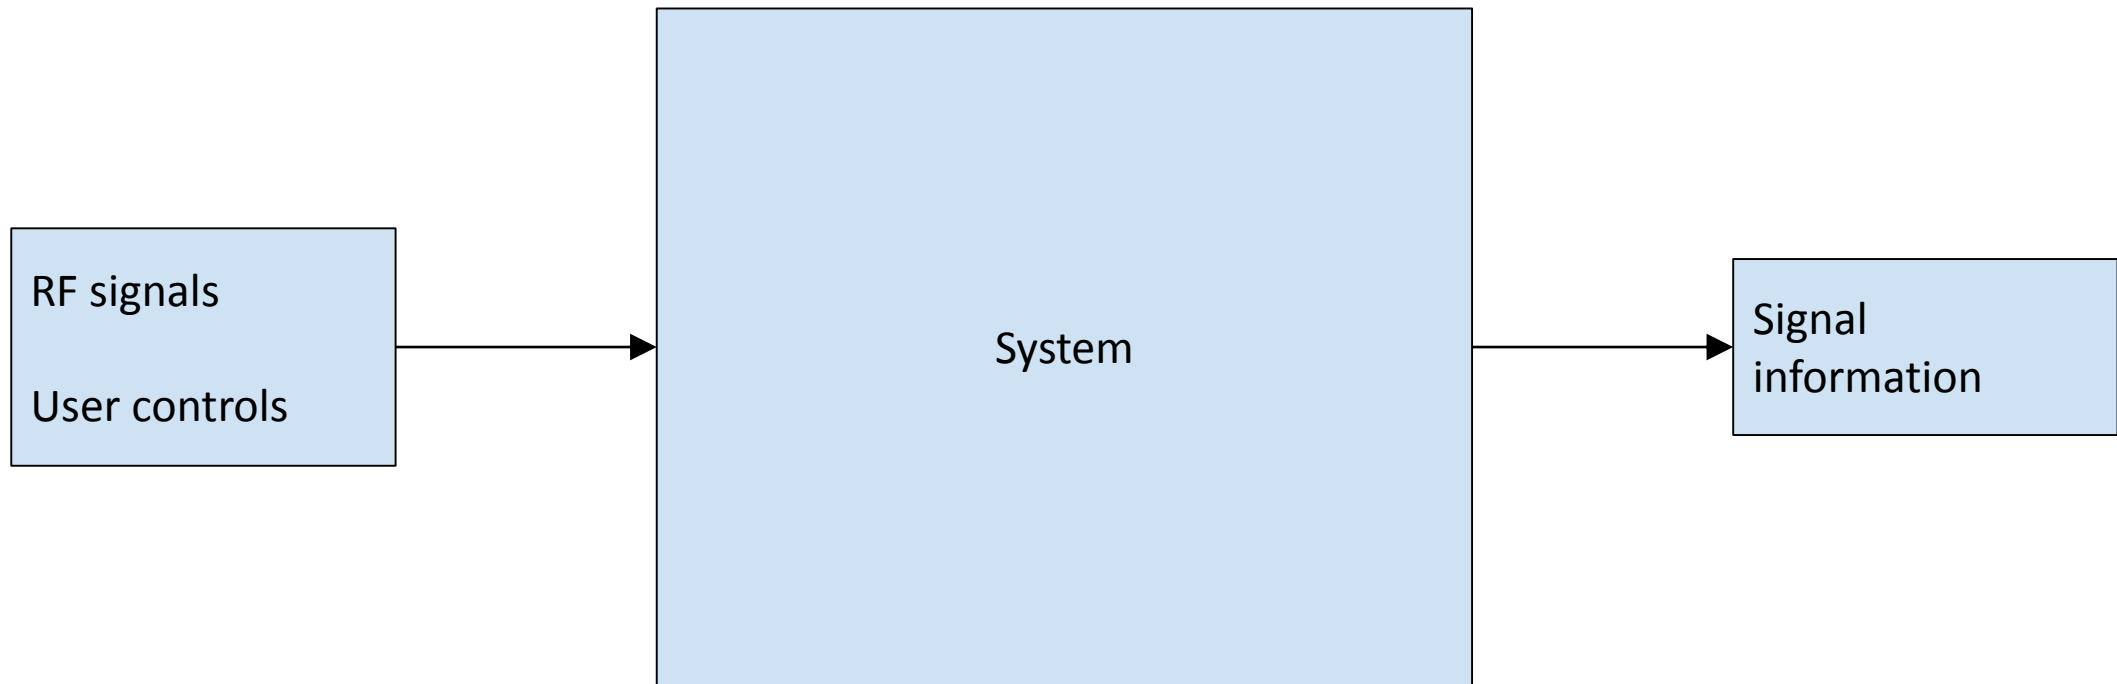 RF signals
User controls
System
Signal
information